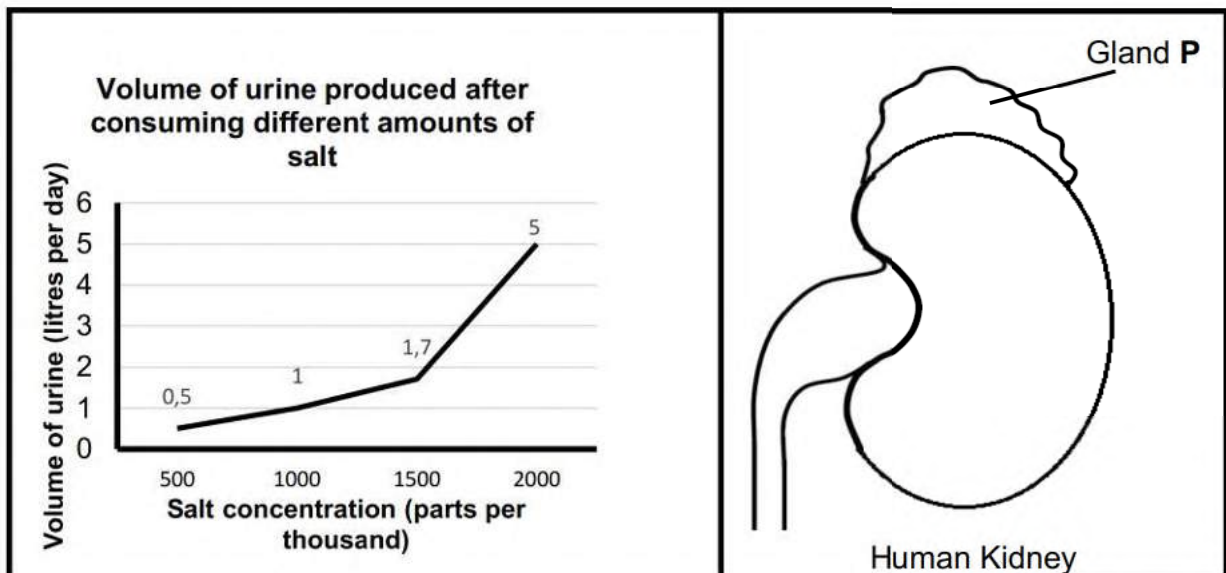 Volume of urine produced after
consuming different amounts of
salt
Volume of urine (litres per day)
6
5
4
3
2
1
0
0,5
1
1,7
5
500 1000 1500 2000
Salt concentration (parts per
thousand)
Gland P
Human Kidney